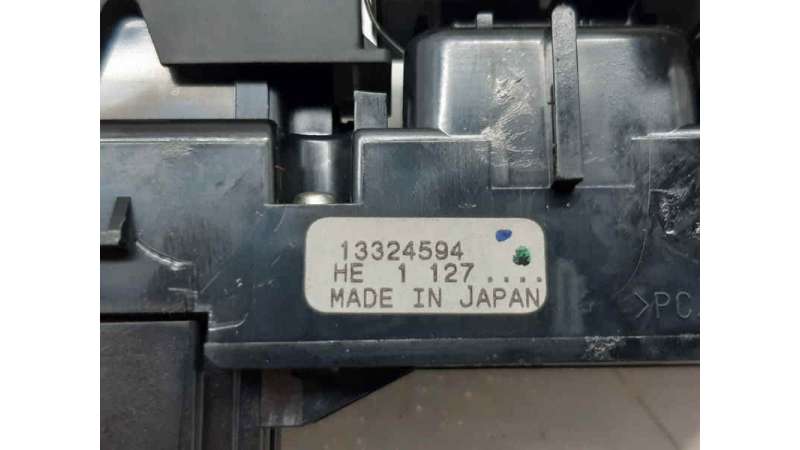 13324594
HE 1 127....
MADE IN JAPAN
>PC